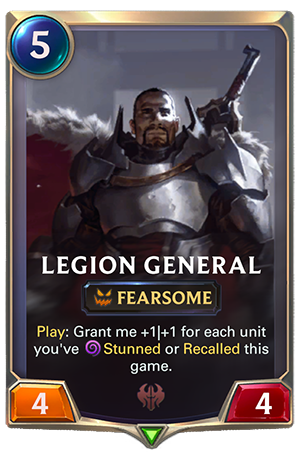 5
LEGION GENERAL
FEARSOME
Play: Grant me +1|+1 for each unit
you've Stunned or Recalled this
game.
4 4